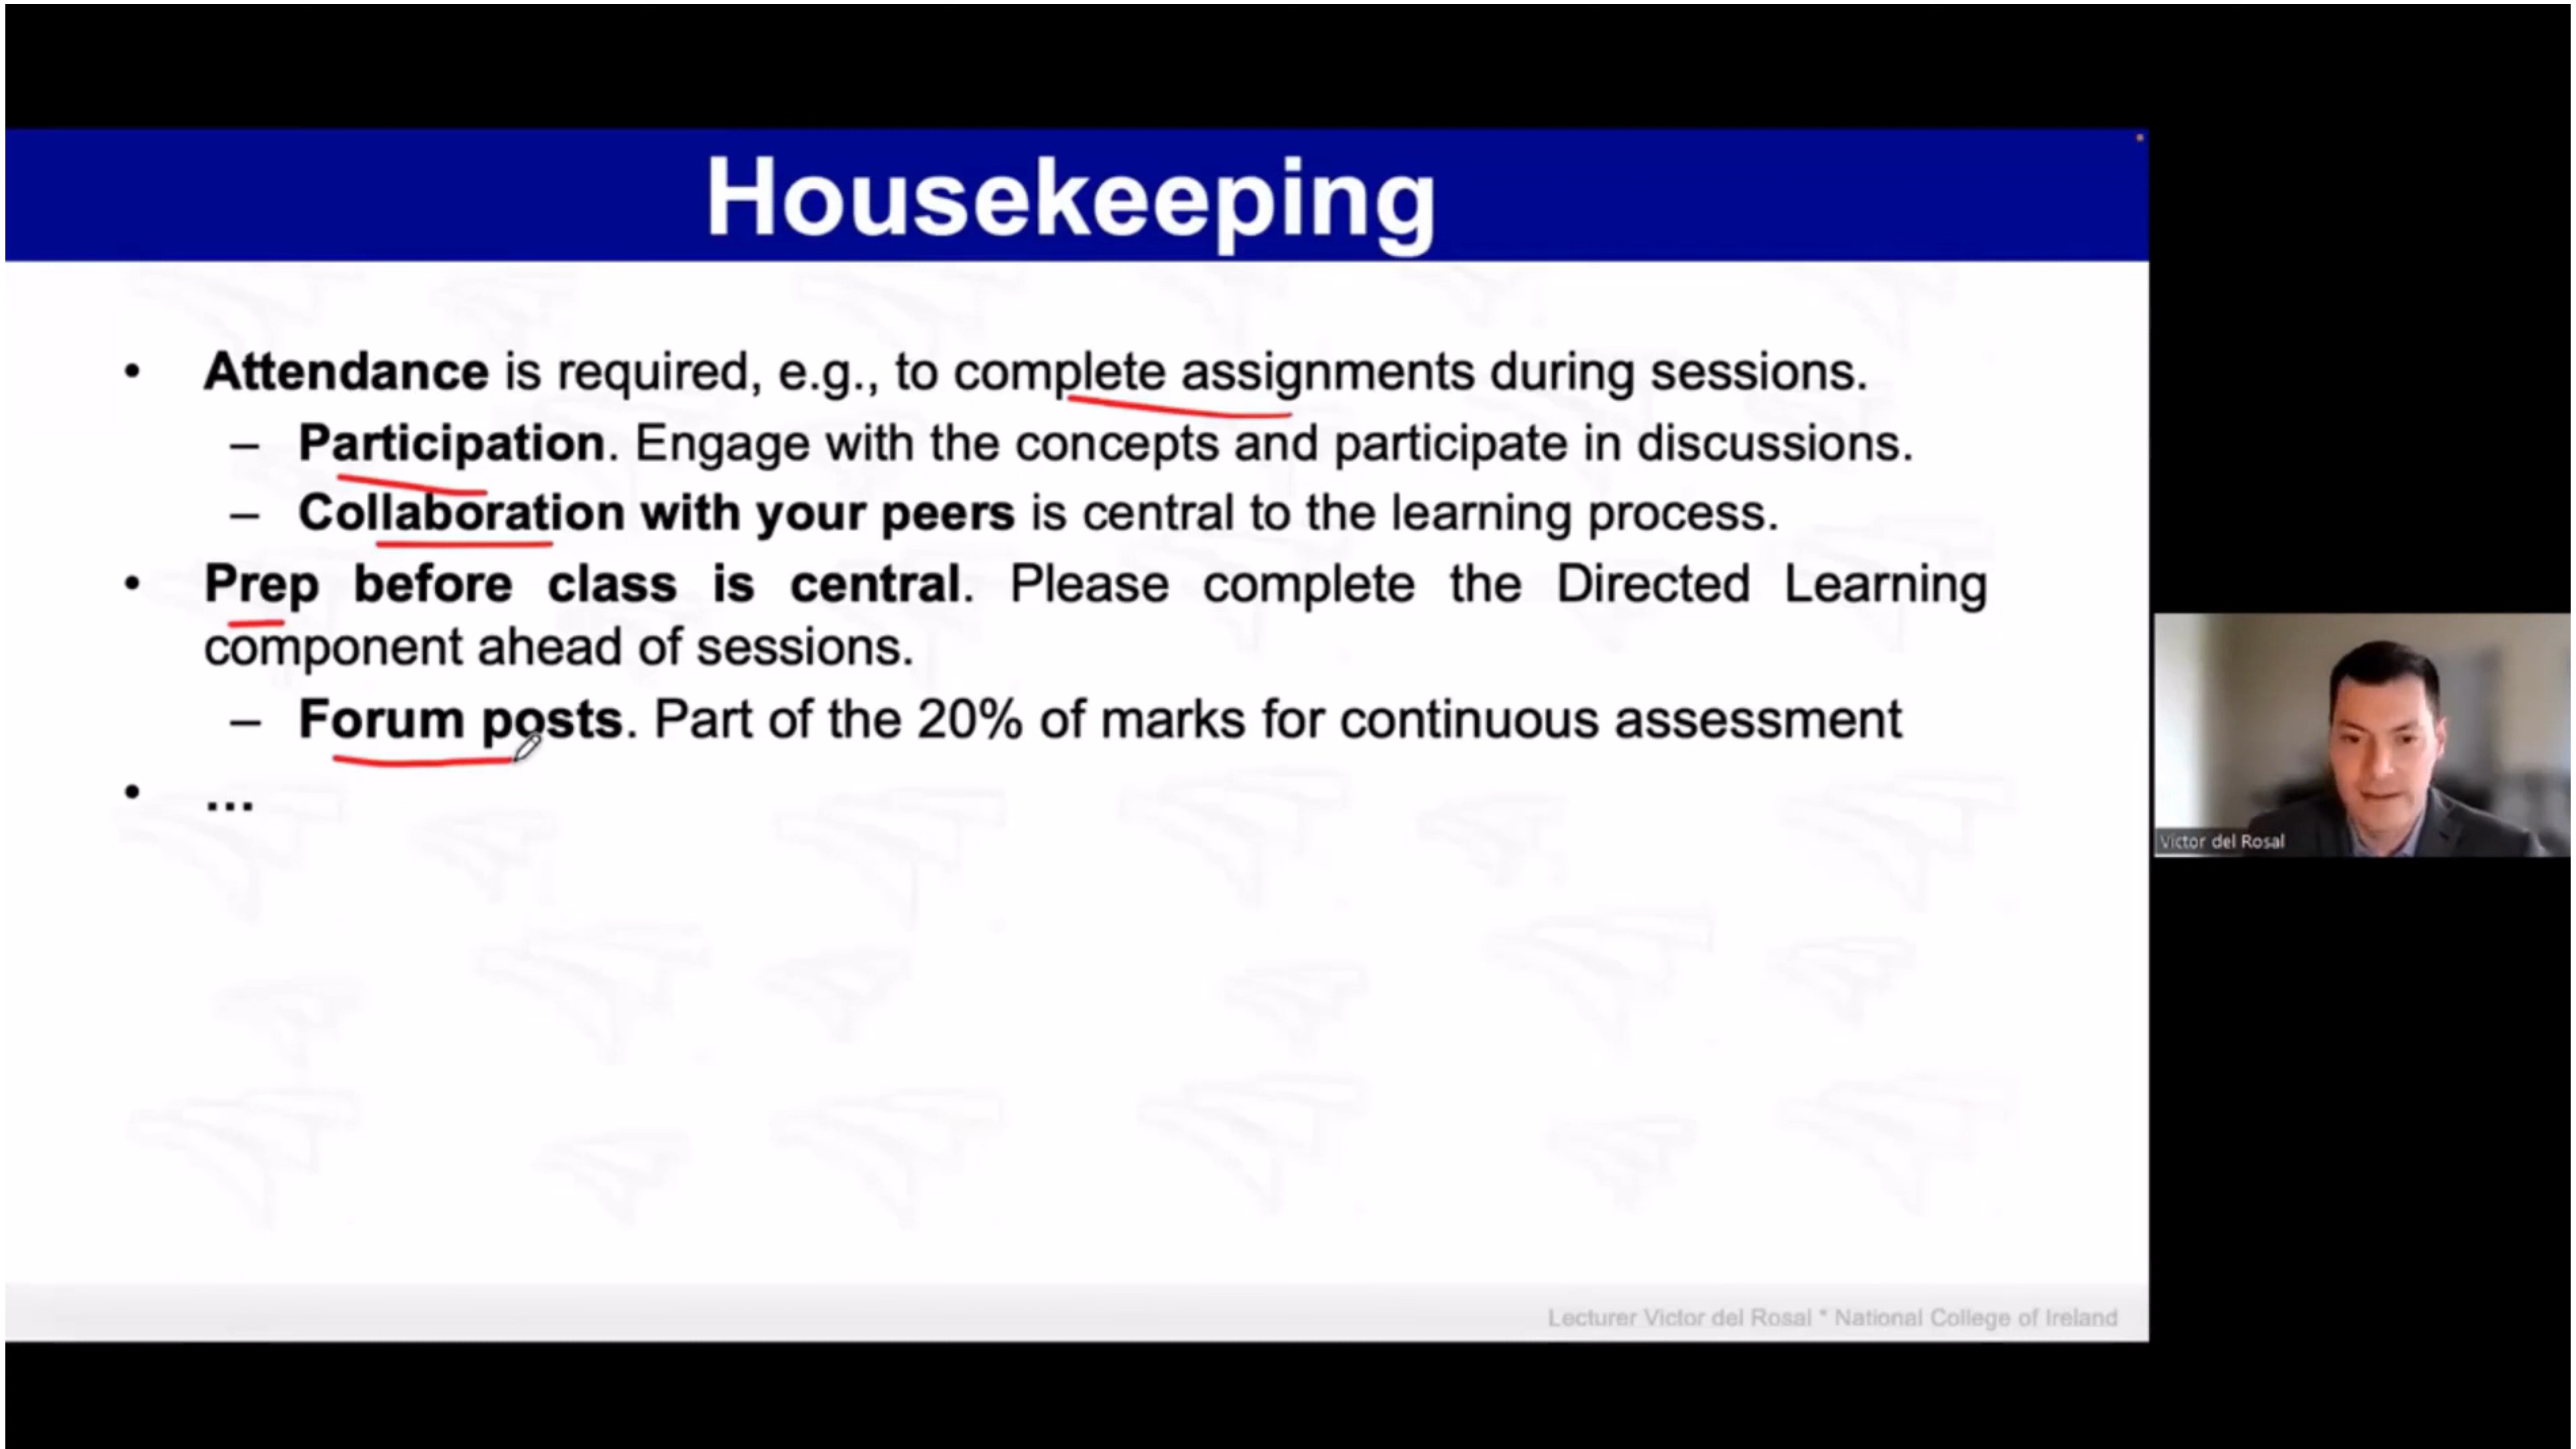 Housekeeping
• Attendance is required, e.g., to complete assignments during sessions.
– Participation. Engage with the concepts and participate in discussions.
– Collaboration with your peers is central to the learning process.
• Prep before class is central. Please complete the Directed Learning
component ahead of sessions.
– Forum posts. Part of the 20% of marks for continuous assessment
• ...
Victor del Rosal
Lecturer Victor del Rosal * National College of Ireland